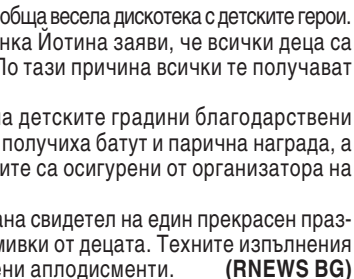 обща весела дискотека с детските герои.
нка Йотина заяви, че всички деца са
По тази причина всички те получават
на детските градини благодарствени
получиха батут и парична награда, а
ите са осигурени от организатора на
ана свидетел на един прекрасен праз-
мивки от децата. Техните изпълнения
ени аплодисменти. (RNEWS BG)